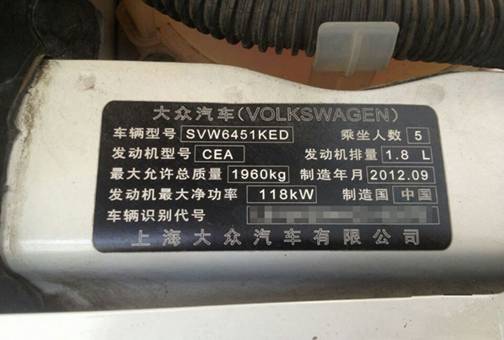 大众汽车(VOLKSWAGEN)
车辆型号 SVW6451KED 乘坐人数 5
发动机型号 CEA 发动机排量 1.8 L
最大允许总质量 1960kg 制造年月 2012.09
发动机最大净功率 118kW 制造国 中国
车辆识别代号
上海大众汽车有限公司